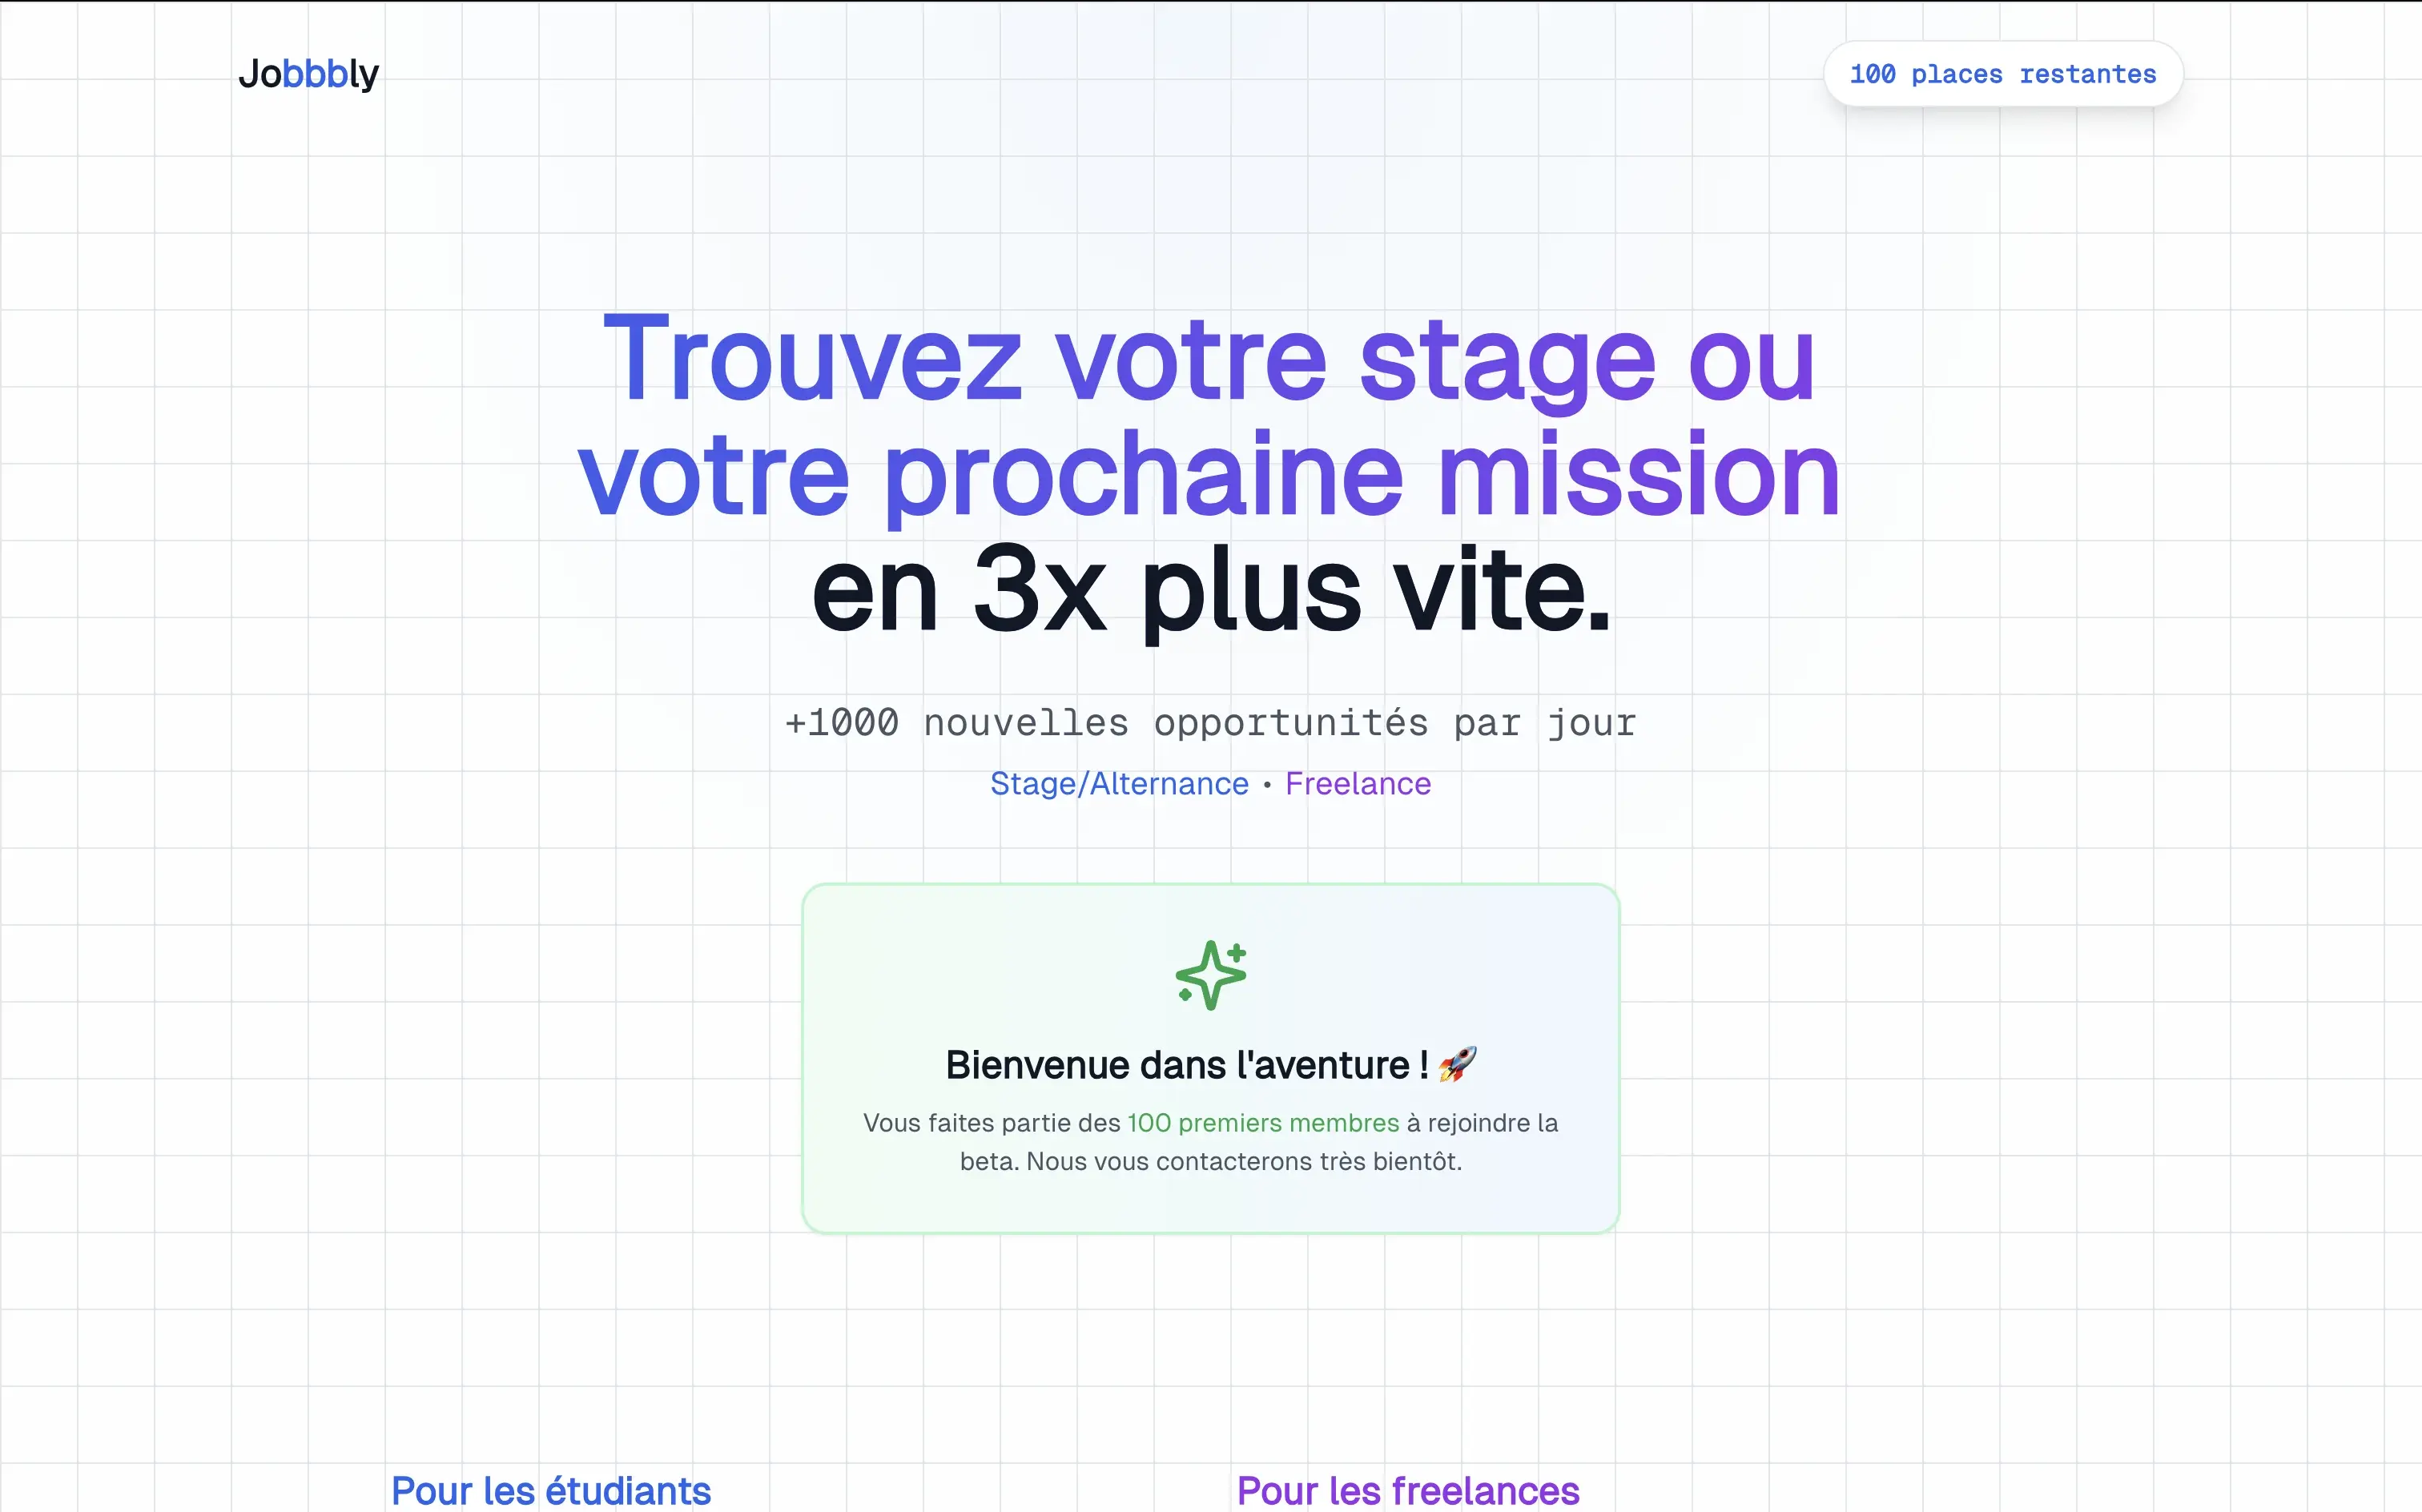 Jobbbly
100 places restantes
Trouvez votre stage ou
votre prochaine mission
en 3x plus vite.
+1000 nouvelles opportunités par jour
Stage/Alternance • Freelance
Bienvenue dans l'aventure ! 🚀
Vous faites partie des 100 premiers membres à rejoindre la
beta. Nous vous contacterons très bientôt.
Pour les étudiants
Pour les freelances